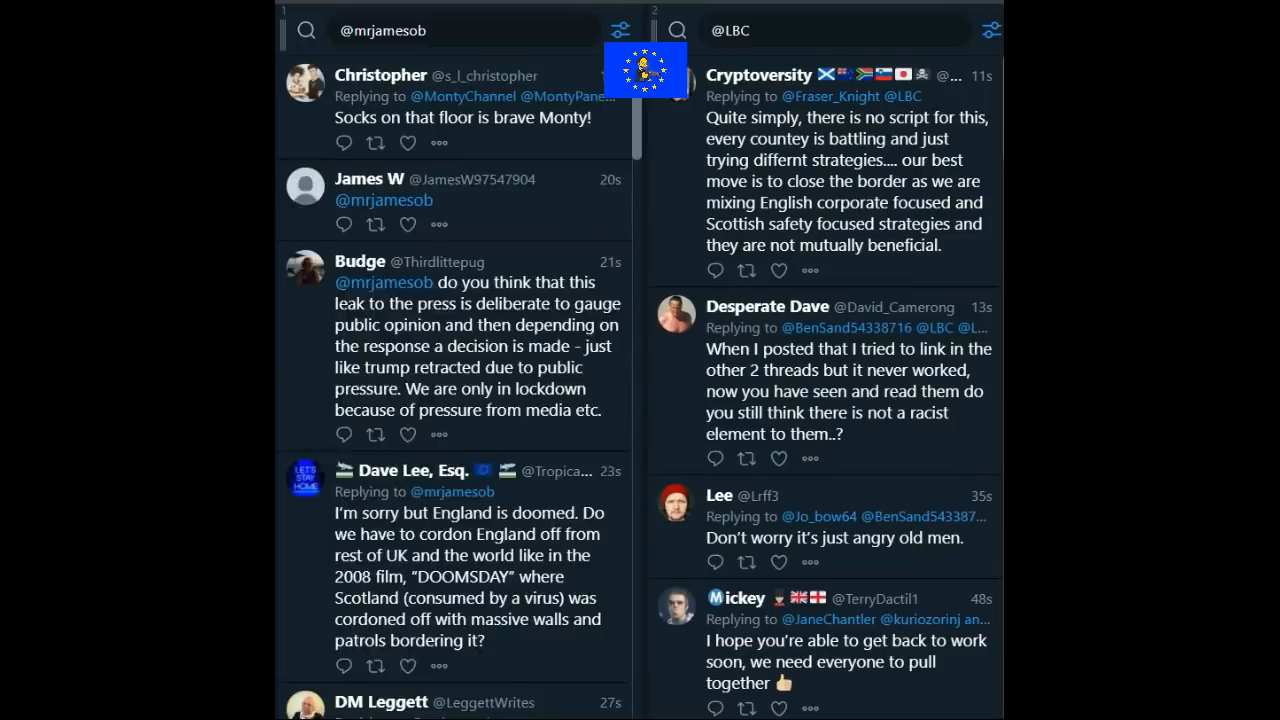 1
@mrjamesob
Christopher @s_l_christopher
Replying to @MontyChannel @MontyPane...
Socks on that floor is brave Monty!
James W @JamesW97547904 20s
@mrjamesob
Budge @Thirdlittepug 21s
@mrjamesob do you think that this
leak to the press is deliberate to gauge
public opinion and then depending on
the response a decision is made - just
like trump retracted due to public
pressure. We are only in lockdown
because of pressure from media etc.
LET'S
STAY
HOME
Dave Lee, Esq. @Tropica... 23s
Replying to @mrjamesob
I'm sorry but England is doomed. Do
we have to cordon England off from
rest of UK and the world like in the
2008 film, “DOOMSDAY” where
Scotland (consumed by a virus) was
cordoned off with massive walls and
patrols bordering it?
DM Leggett @LeggettWrites 27s
2
@LBC
Cryptoversity @... 11s
Replying to @Fraser_Knight @LBC
Quite simply, there is no script for this,
every countey is battling and just
trying differnt strategies.... our best
move is to close the border as we are
mixing English corporate focused and
Scottish safety focused strategies and
they are not mutually beneficial.
Desperate Dave @David_Camerong 13s
Replying to @BenSand54338716 @LBC @L...
When I posted that I tried to link in the
other 2 threads but it never worked,
now you have seen and read them do
you still think there is not a racist
element to them..?
Lee @Lrff3 35s
Replying to @Jo_bow64 @BenSand543387...
Don't worry it's just angry old men.
Ⓜickey @TerryDactil1 48s
Replying to @JaneChantler @kuriozorinj an...
I hope you're able to get back to work
soon, we need everyone to pull
together 👍🏼